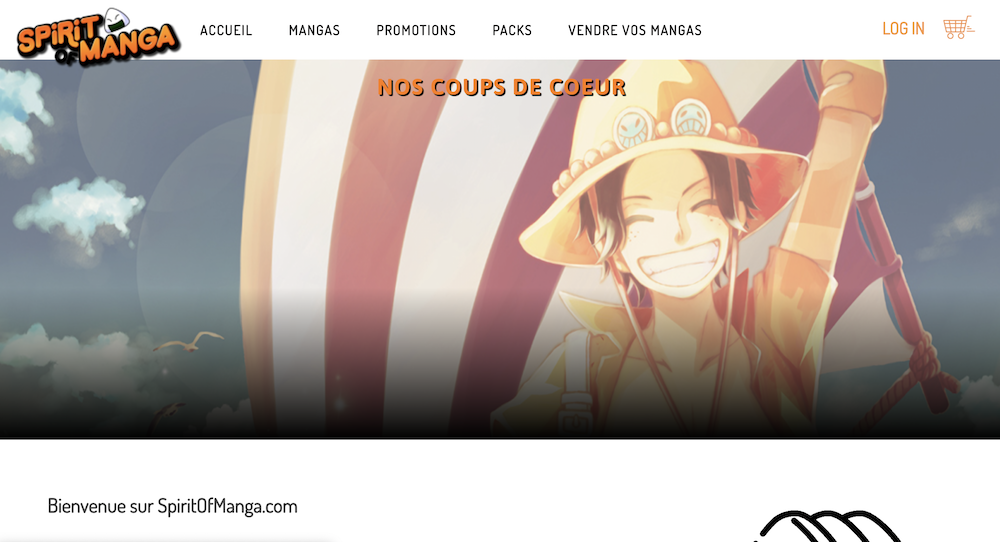 SPIRIT OF MANGA
ACCUEIL MANGAS PROMOTIONS PACKS VENDRE VOS MANGAS LOG IN
NOS COUPS DE COEUR
Bienvenue sur SpiritOfManga.com